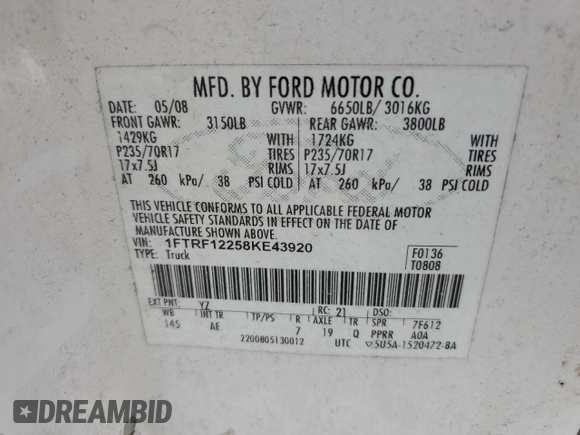 MFD. BY FORD MOTOR CO.
DATE: 05/08 GVWR: 6650LB/ 3016KG
FRONT GAWR: 3150LB REAR GAWR: 3800LB
1429KG WITH 1724KG WITH
P235/70R17 TIRES P235/70R17 TIRES
17x7.5J RIMS 17x7.5J RIMS
AT 260 kPa/ 38 PSI COLD AT 260 kPa/ 38 PSI COLD
THIS VEHICLE CONFORMS TO ALL APPLICABLE FEDERAL MOTOR
VEHICLE SAFETY STANDARDS IN EFFECT ON THE DATE OF
MANUFACTURE SHOWN ABOVE.
VIN: 1FTRF12258KE43920 F0136
TYPE: Truck T0808
EXT PNT: YZ RC: 21 DSO:
WB INT TR TP/PS R AXLE TR SPR 7F612
145 AE 7 19 Q PPRR A0A
2200805130012 UTC 5U5A-1520472-BA
DREAMBID